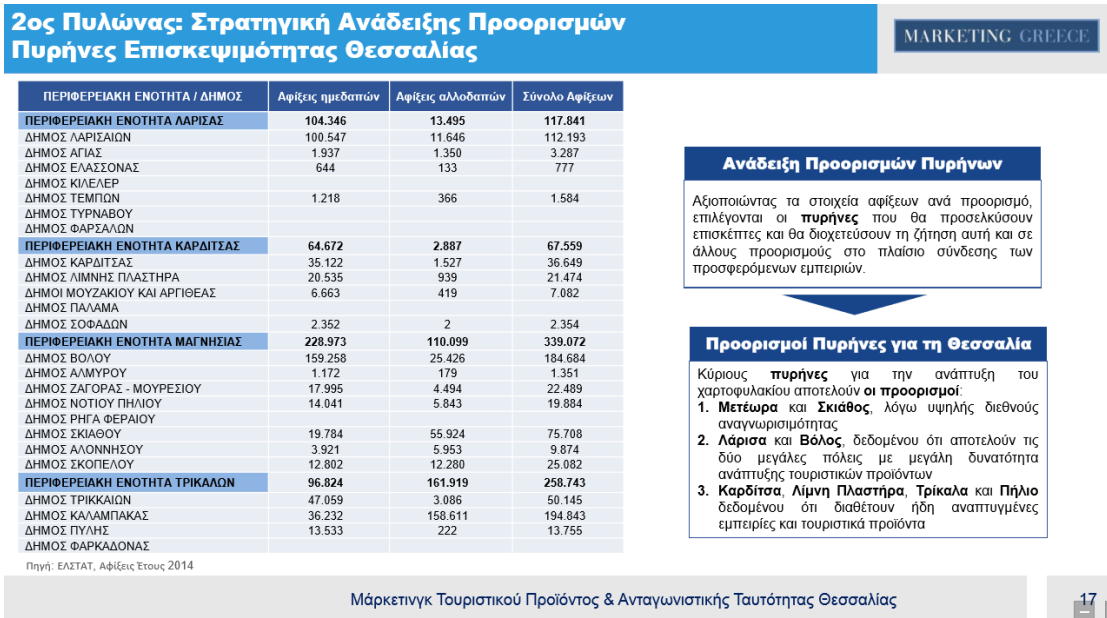 2ος Πυλώνας: Στρατηγική Ανάδειξης Προορισμών
Πυρήνες Επισκεψιμότητας Θεσσαλίας
MARKETING GREECE
ΠΕΡΙΦΕΡΕΙΑΚΗ ΕΝΟΤΗΤΑ / ΔΗΜΟΣ Αφίξεις ημεδαπών Αφίξεις αλλοδαπών Σύνολο Αφίξεων
ΠΕΡΙΦΕΡΕΙΑΚΗ ΕΝΟΤΗΤΑ ΛΑΡΙΣΑΣ 104.346 13.495 117.841
ΔΗΜΟΣ ΛΑΡΙΣΑΙΩΝ 100.547 11.646 112.193
ΔΗΜΟΣ ΑΓΙΑΣ 1.937 1.350 3.287
ΔΗΜΟΣ ΕΛΑΣΣΟΝΑΣ 644 133 777
ΔΗΜΟΣ ΚΙΛΕΛΕΡ
ΔΗΜΟΣ ΤΕΜΠΩΝ 1.218 366 1.584
ΔΗΜΟΣ ΤΥΡΝΑΒΟΥ
ΔΗΜΟΣ ΦΑΡΣΑΛΩΝ
ΠΕΡΙΦΕΡΕΙΑΚΗ ΕΝΟΤΗΤΑ ΚΑΡΔΙΤΣΑΣ 64.672 2.887 67.559
ΔΗΜΟΣ ΚΑΡΔΙΤΣΑΣ 35.122 1.527 36.649
ΔΗΜΟΣ ΛΙΜΝΗΣ ΠΛΑΣΤΗΡΑ 20.535 939 21.474
ΔΗΜΟΙ ΜΟΥΖΑΚΙΟΥ ΚΑΙ ΑΡΓΙΘΕΑΣ 6.663 419 7.082
ΔΗΜΟΣ ΠΑΛΑΜΑ
ΔΗΜΟΣ ΣΟΦΑΔΩΝ 2.352 2 2.354
ΠΕΡΙΦΕΡΕΙΑΚΗ ΕΝΟΤΗΤΑ ΜΑΓΝΗΣΙΑΣ 228.973 110.099 339.072
ΔΗΜΟΣ ΒΟΛΟΥ 159.258 25.426 184.684
ΔΗΜΟΣ ΑΛΜΥΡΟΥ 1.172 179 1.351
ΔΗΜΟΣ ΖΑΓΟΡΑΣ - ΜΟΥΡΕΣΙΟΥ 17.995 4.494 22.489
ΔΗΜΟΣ ΝΟΤΙΟΥ ΠΗΛΙΟΥ 14.041 5.843 19.884
ΔΗΜΟΣ ΡΗΓΑ ΦΕΡΑΙΟΥ
ΔΗΜΟΣ ΣΚΙΑΘΟΥ 19.784 55.924 75.708
ΔΗΜΟΣ ΑΛΟΝΝΗΣΟΥ 3.921 5.953 9.874
ΔΗΜΟΣ ΣΚΟΠΕΛΟΥ 12.802 12.280 25.082
ΠΕΡΙΦΕΡΕΙΑΚΗ ΕΝΟΤΗΤΑ ΤΡΙΚΑΛΩΝ 96.824 161.919 258.743
ΔΗΜΟΣ ΤΡΙΚΚΑΙΩΝ 47.059 3.086 50.145
ΔΗΜΟΣ ΚΑΛΑΜΠΑΚΑΣ 36.232 158.611 194.843
ΔΗΜΟΣ ΠΥΛΗΣ 13.533 222 13.755
ΔΗΜΟΣ ΦΑΡΚΑΔΟΝΑΣ
Πηγή: ΕΛΣΤΑΤ, Αφίξεις Έτους 2014
Ανάδειξη Προορισμών Πυρήνων
Αξιοποιώντας τα στοιχεία αφίξεων ανά προορισμό,
επιλέγονται οι πυρήνες που θα προσελκύσουν
επισκέπτες και θα διοχετεύσουν τη ζήτηση αυτή και σε
άλλους προορισμούς στο πλαίσιο σύνδεσης των
προσφερόμενων εμπειριών.
Προορισμοί Πυρήνες για τη Θεσσαλία
Κύριους πυρήνες για την ανάπτυξη του
χαρτοφυλακίου αποτελούν οι προορισμοί:
1. Μετέωρα και Σκιάθος, λόγω υψηλής διεθνούς
αναγνωρισιμότητας
2. Λάρισα και Βόλος, δεδομένου ότι αποτελούν τις
δύο μεγάλες πόλεις με μεγάλη δυνατότητα
ανάπτυξης τουριστικών προϊόντων
3. Καρδίτσα, Λίμνη Πλαστήρα, Τρίκαλα και Πήλιο
δεδομένου ότι διαθέτουν ήδη αναπτυγμένες
εμπειρίες και τουριστικά προϊόντα
Μάρκετινγκ Τουριστικού Προϊόντος & Ανταγωνιστικής Ταυτότητας Θεσσαλίας
17